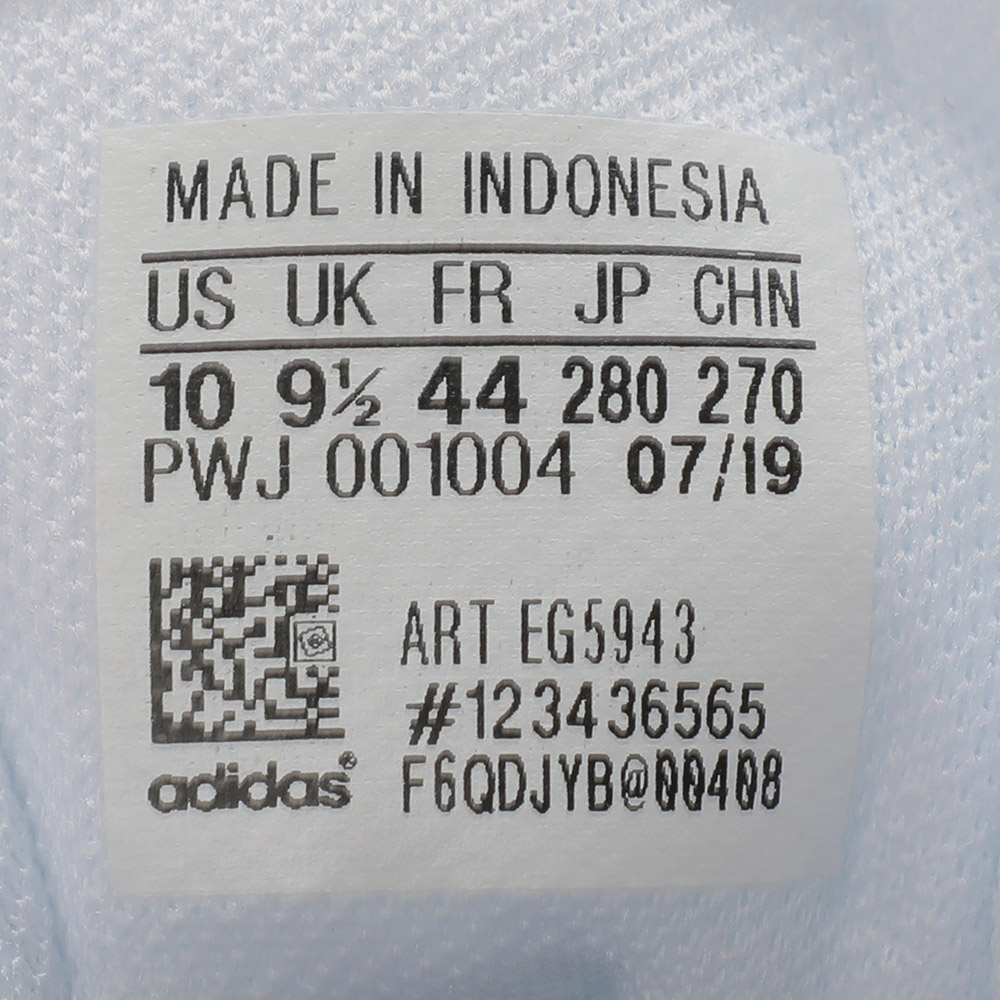 MADE IN INDONESIA
US UK FR JP CHN
10 9½ 44 280 270
PWJ 001004 07/19
ART EG5943
#123436565
F6QDJYB@00408
adidas®